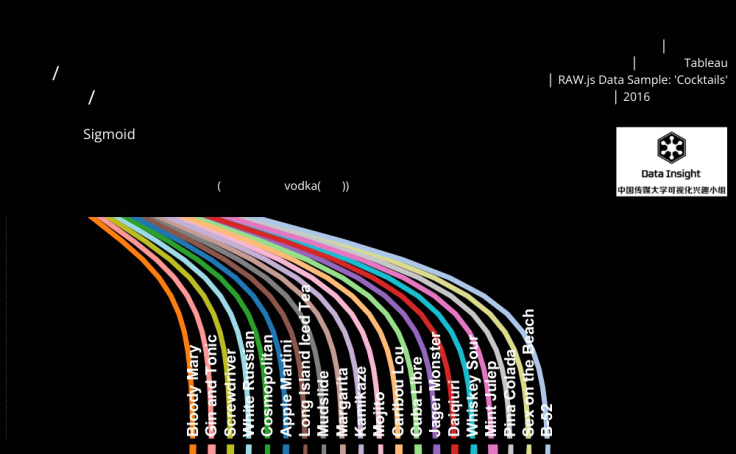 /
/
Sigmoid
|
| Tableau
| RAW.js Data Sample: 'Cocktails'
| 2016
Data Insight
中国传媒大学可视化兴趣小组
( vodka( ))
Bloody Mary
Gin and Tonic
Screwdriver
White Russian
Cosmopolitan
Apple Martini
Long Island Iced Tea
Mudslide
Margarita
Kamikaze
Mojito
Caribou Lou
Cuba Libre
Jager Monster
Daiqiuri
Whiskey Sour
Mint Julep
Pina Colada
Sex on the Beach
B-52